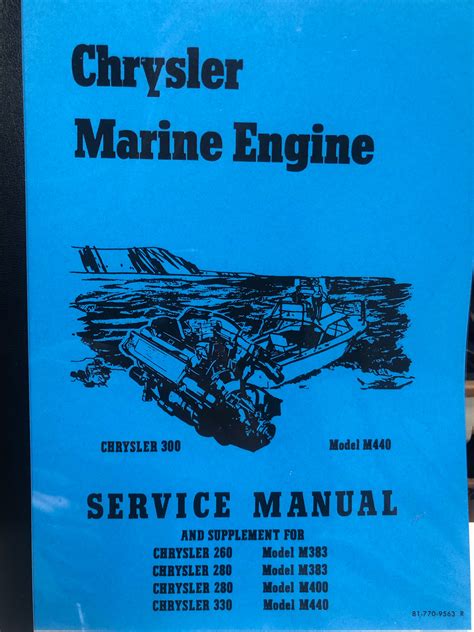 Chrysler
Marine Engine
CHRYSLER 300 Model M440
SERVICE MANUAL
AND SUPPLEMENT FOR
CHRYSLER 260 Model M383
CHRYSLER 280 Model M383
CHRYSLER 280 Model M400
CHRYSLER 330 Model M440
81-770-9563 R